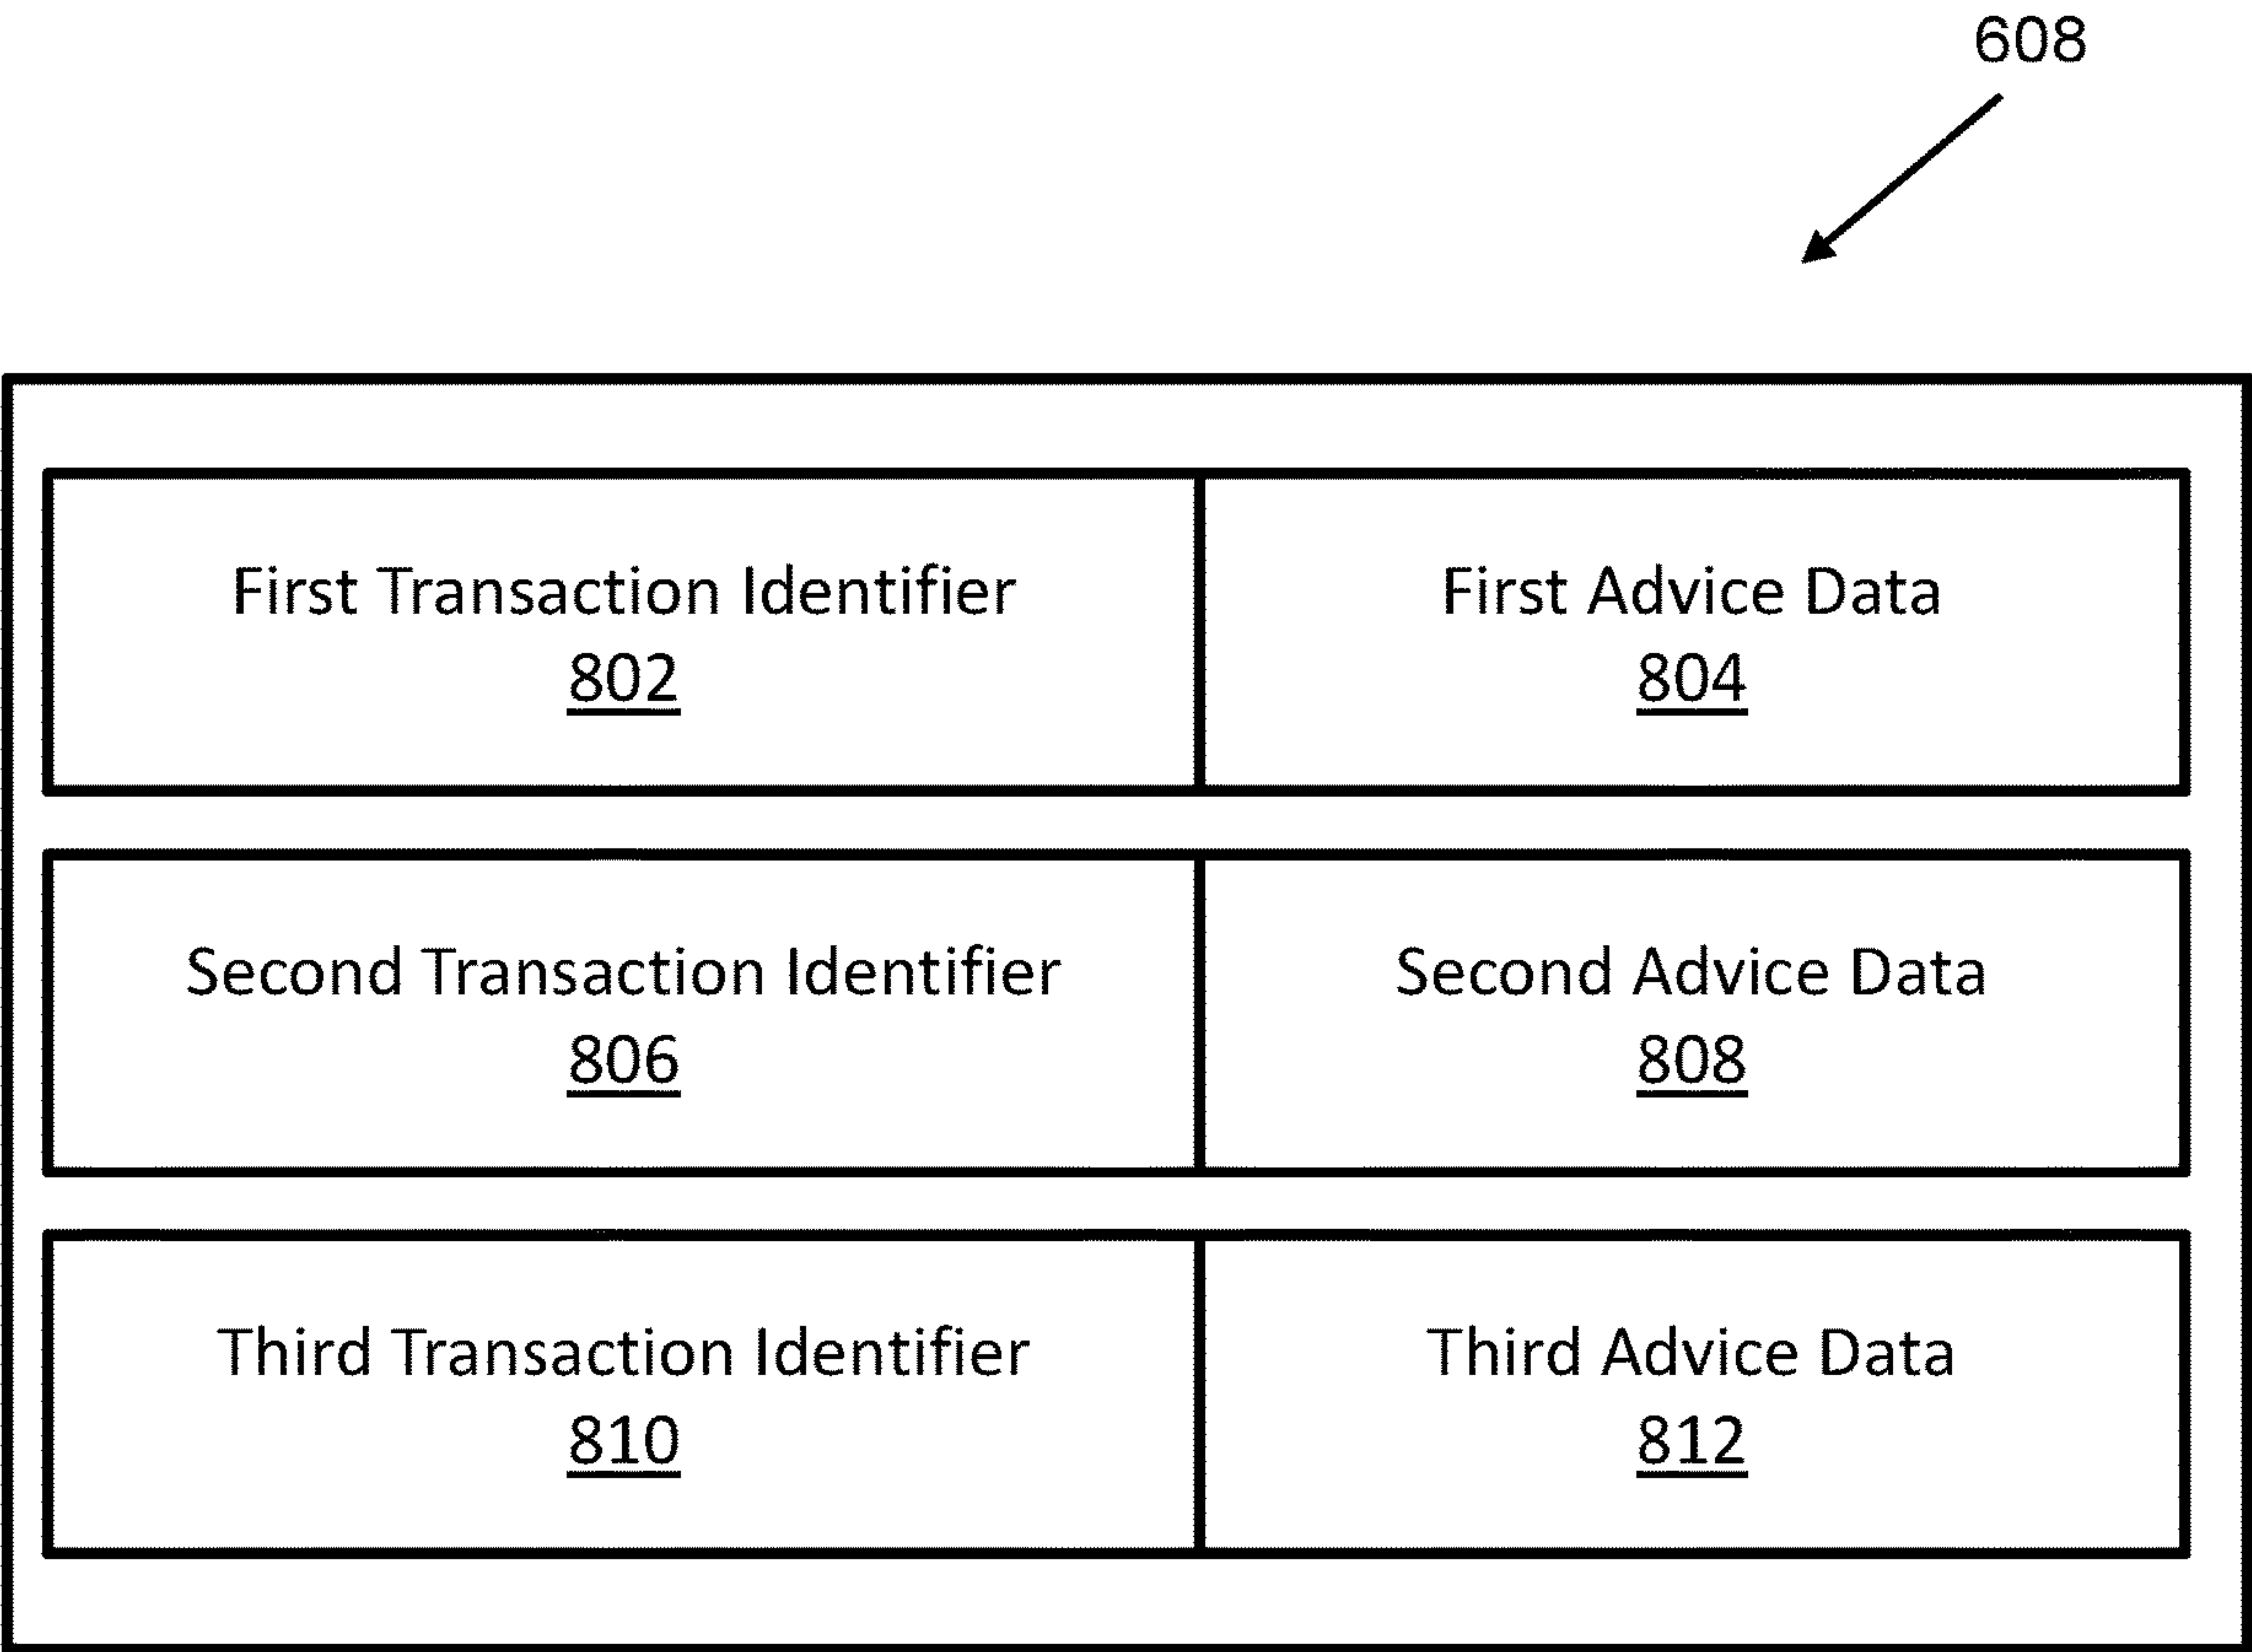 608
First Transaction Identifier
802
First Advice Data
804
Second Transaction Identifier
806
Second Advice Data
808
Third Transaction Identifier
810
Third Advice Data
812